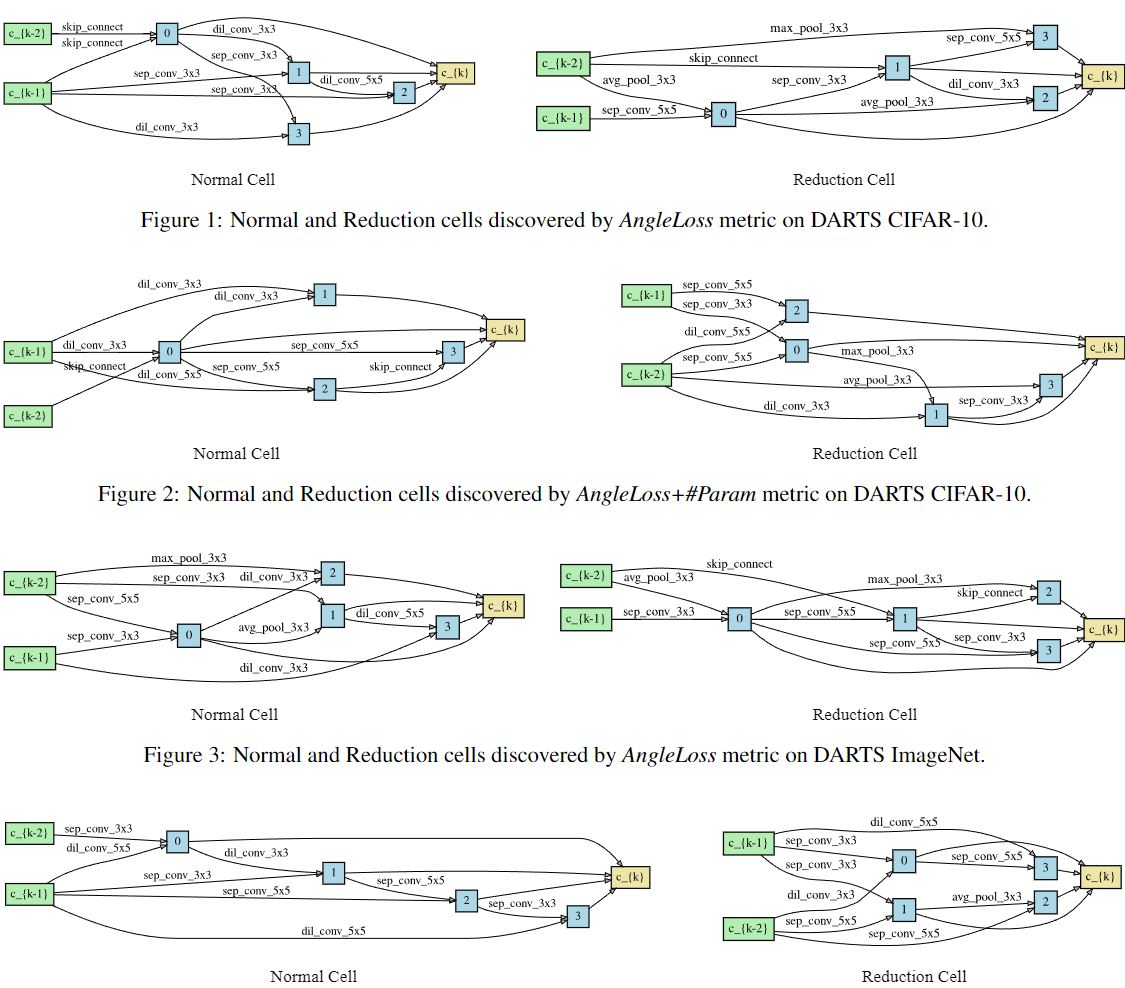 skip_connect
c_{k-2}
0
skip_connect
dil_conv_3x3
sep_conv_3x3
c_{k}
sep_conv_3x3
1
dil_conv_5x5
c_{k-1}
sep_conv_3x3
2
dil_conv_3x3
3
Normal Cell
max_pool_3x3
3
sep_conv_5x5
c_{k-2}
skip_connect
1
c_{k}
avg_pool_3x3
sep_conv_3x3
dil_conv_3x3
2
c_{k-1}
sep_conv_5x5
0
avg_pool_3x3
Reduction Cell
Figure 1: Normal and Reduction cells discovered by AngleLoss metric on DARTS CIFAR-10.
dil_conv_3x3
dil_conv_3x3
1
c_{k}
c_{k-1}
dil_conv_3x3
0
sep_conv_5x5
3
skip_connect
dil_conv_5x5
sep_conv_5x5
skip_connect
2
c_{k-2}
Normal Cell
sep_conv_5x5
c_{k-1}
sep_conv_3x3
2
dil_conv_5x5
sep_conv_5x5
0
max_pool_3x3
c_{k}
c_{k-2}
avg_pool_3x3
3
dil_conv_3x3
1
sep_conv_3x3
Reduction Cell
Figure 2: Normal and Reduction cells discovered by AngleLoss+#Param metric on DARTS CIFAR-10.
max_pool_3x3
c_{k-2}
sep_conv_3x3
dil_conv_3x3
2
sep_conv_5x5
1
dil_conv_5x5
c_{k}
sep_conv_3x3
0
avg_pool_3x3
3
c_{k-1}
dil_conv_3x3
Normal Cell
skip_connect
c_{k-2}
avg_pool_3x3
max_pool_3x3
skip_connect
2
c_{k-1}
sep_conv_3x3
0
sep_conv_5x5
1
c_{k}
sep_conv_5x5
sep_conv_3x3
3
Reduction Cell
Figure 3: Normal and Reduction cells discovered by AngleLoss metric on DARTS ImageNet.
c_{k-2}
sep_conv_3x3
0
dil_conv_5x5
dil_conv_3x3
c_{k}
sep_conv_3x3
1
sep_conv_5x5
c_{k-1}
sep_conv_5x5
2
sep_conv_3x3
3
dil_conv_5x5
Normal Cell
dil_conv_5x5
c_{k-1}
sep_conv_3x3
0
sep_conv_5x5
3
sep_conv_3x3
c_{k}
dil_conv_3x3
avg_pool_3x3
2
1
c_{k-2}
sep_conv_5x5
sep_conv_5x5
Reduction Cell